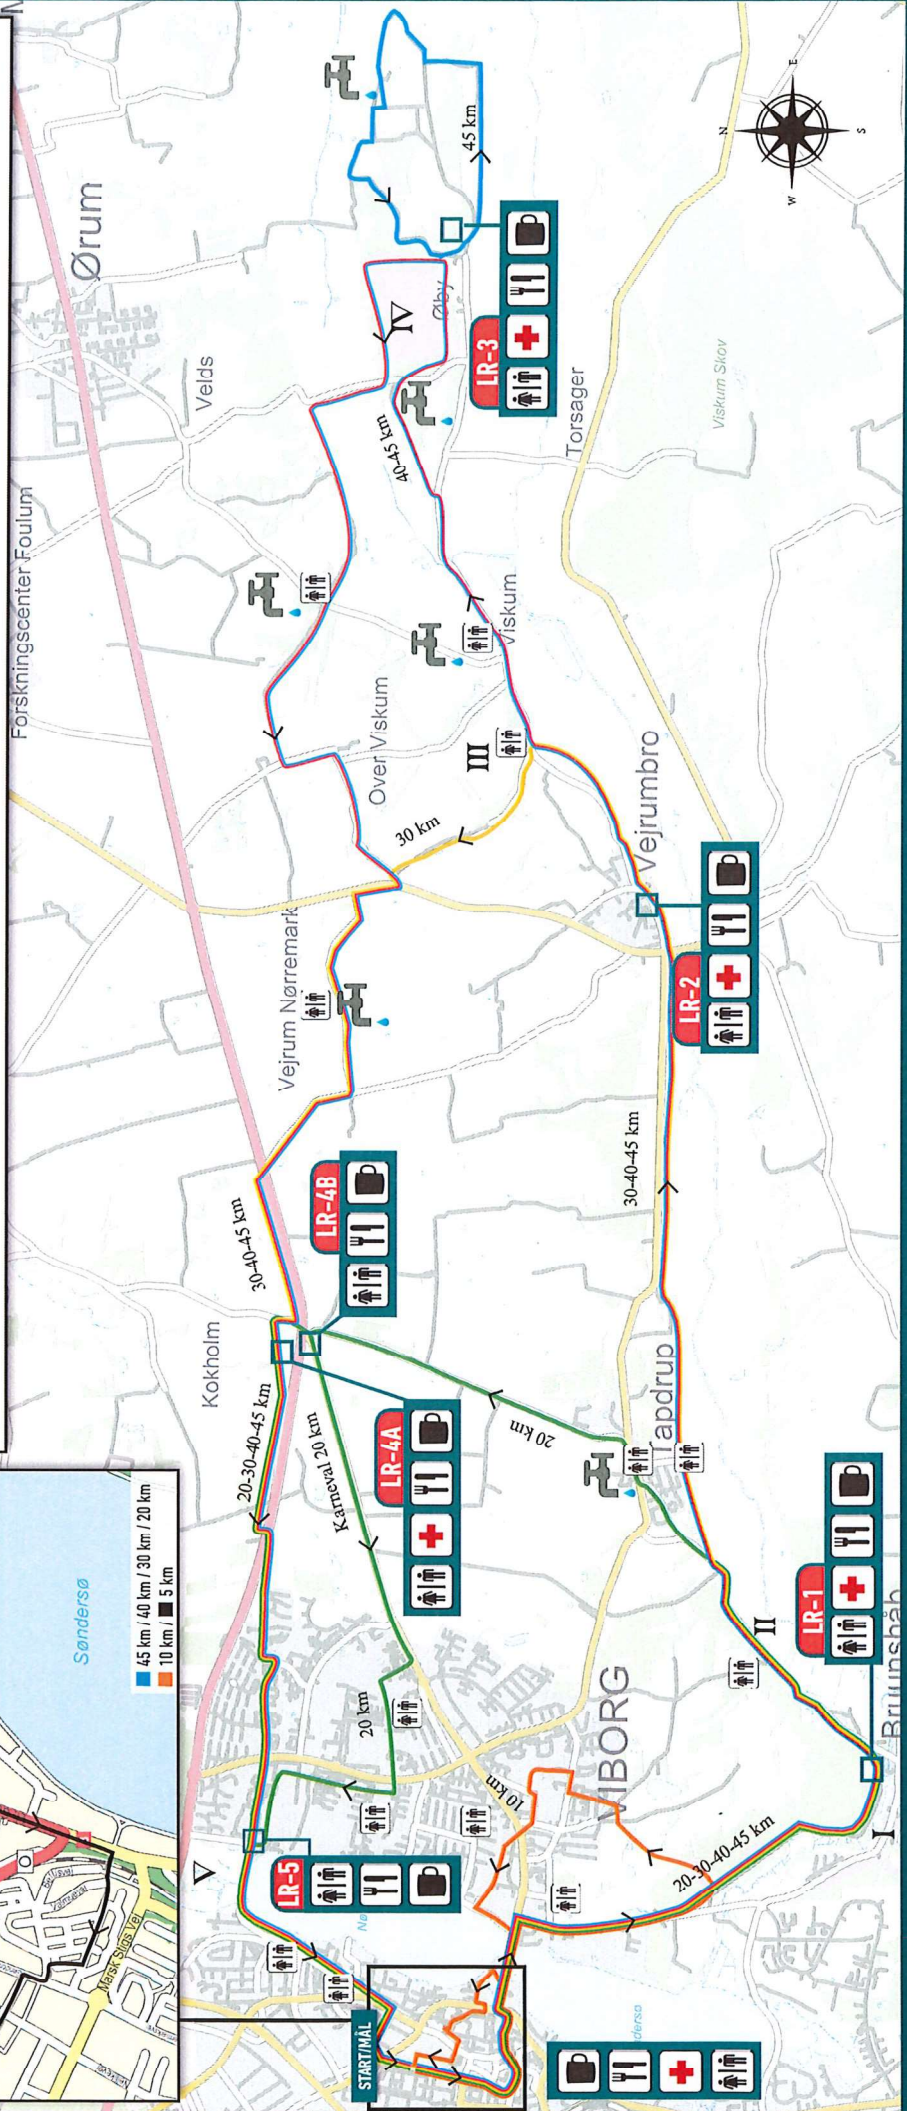 Ørum
Velds
Forskningscenter Foulum
45 km
IV
Øby
LR-3
40-45 km
Torsager
Viskum Skov
N
E
S
W
Viskum
Over Viskum
III
30 km
Vejrumbro
LR-2
Vejrum Nørremark
30-40-45 km
30-40-45 km
LR-4B
Kokholm
20-30-40-45 km
LR-4A
Karneval 20 km
20 km
Tapdrup
II
LR-1
Bruunshåb
I
Søndersø
45 km / 40 km / 30 km / 20 km
10 km / 5 km
Marsk Stigs Vej
V
LR-5
20 km
10 km
VIBORG
20-30-40-45 km
START/MÅL